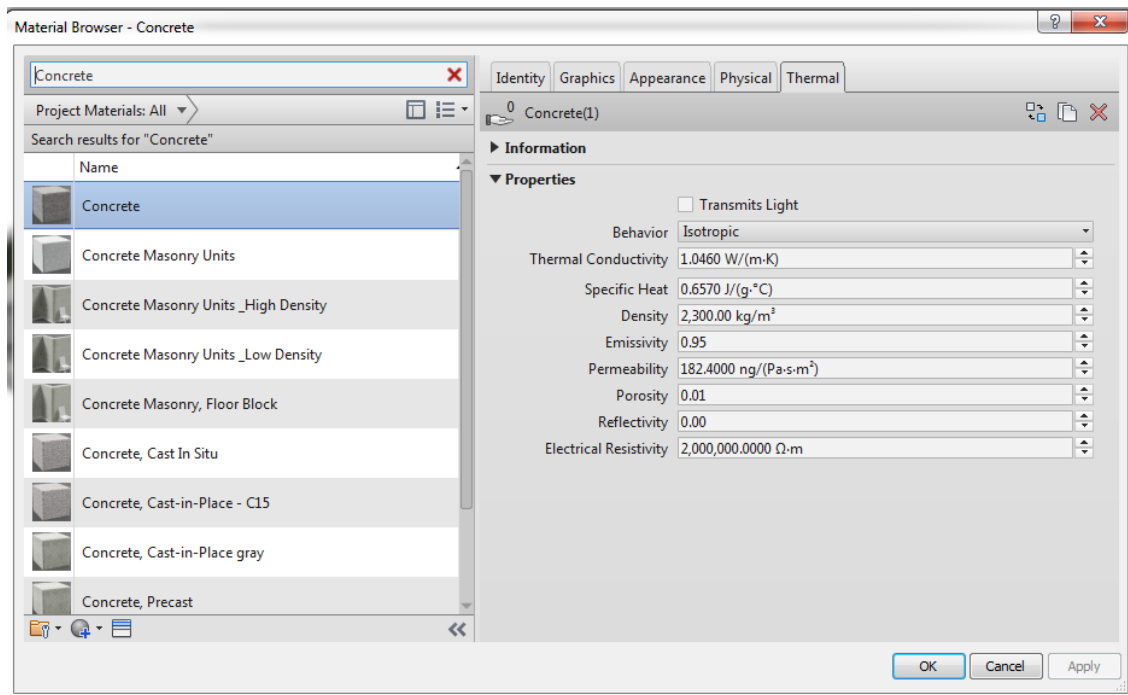 Material Browser - Concrete
Concrete
Project Materials: All
Search results for "Concrete"
Name
Concrete
Concrete Masonry Units
Concrete Masonry Units _High Density
Concrete Masonry Units _Low Density
Concrete Masonry, Floor Block
Concrete, Cast In Situ
Concrete, Cast-in-Place - C15
Concrete, Cast-in-Place gray
Concrete, Precast
Identity Graphics Appearance Physical Thermal
0 Concrete(1)
Information
Properties
Transmits Light
Behavior Isotropic
Thermal Conductivity 1.0460 W/(m·K)
Specific Heat 0.6570 J/(g·°C)
Density 2,300.00 kg/m³
Emissivity 0.95
Permeability 182.4000 ng/(Pa·s·m²)
Porosity 0.01
Reflectivity 0.00
Electrical Resistivity 2,000,000.0000 Ω·m
OK Cancel Apply